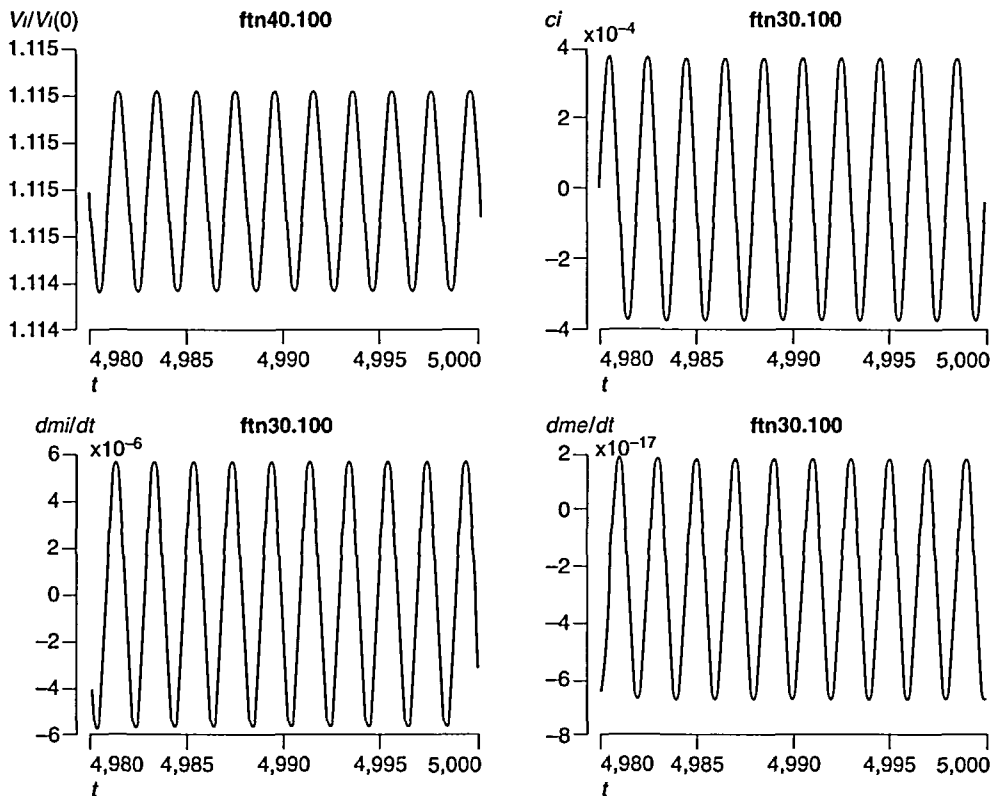 Vi/Vi(0) ftn40.100
1.115
1.115
1.115
1.115
1.115
1.114
1.114
4,980 4,985 4,990 4,995 5,000
t
ci ftn30.100
x10⁻⁴
4
2
0
−2
−4
4,980 4,985 4,990 4,995 5,000
t
dmi/dt ftn30.100
x10⁻⁶
6
4
2
0
−2
−4
−6
4,980 4,985 4,990 4,995 5,000
t
dme/dt ftn30.100
x10⁻¹⁷
2
0
−2
−4
−6
−8
4,980 4,985 4,990 4,995 5,000
t